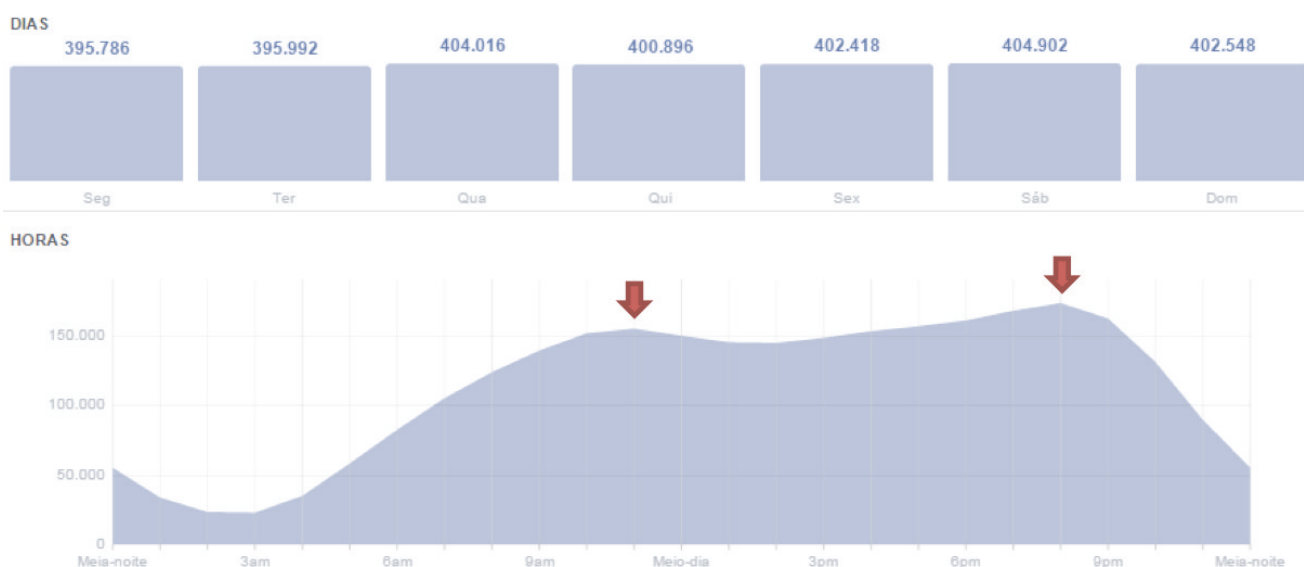 DIAS
395.786 395.992 404.016 400.896 402.418 404.902 402.548
Seg Ter Qua Qui Sex Sáb Dom
HORAS
150.000
100.000
50.000
0
Meia-noite 3am 6am 9am Meio-dia 3pm 6pm 9pm Meia-noite